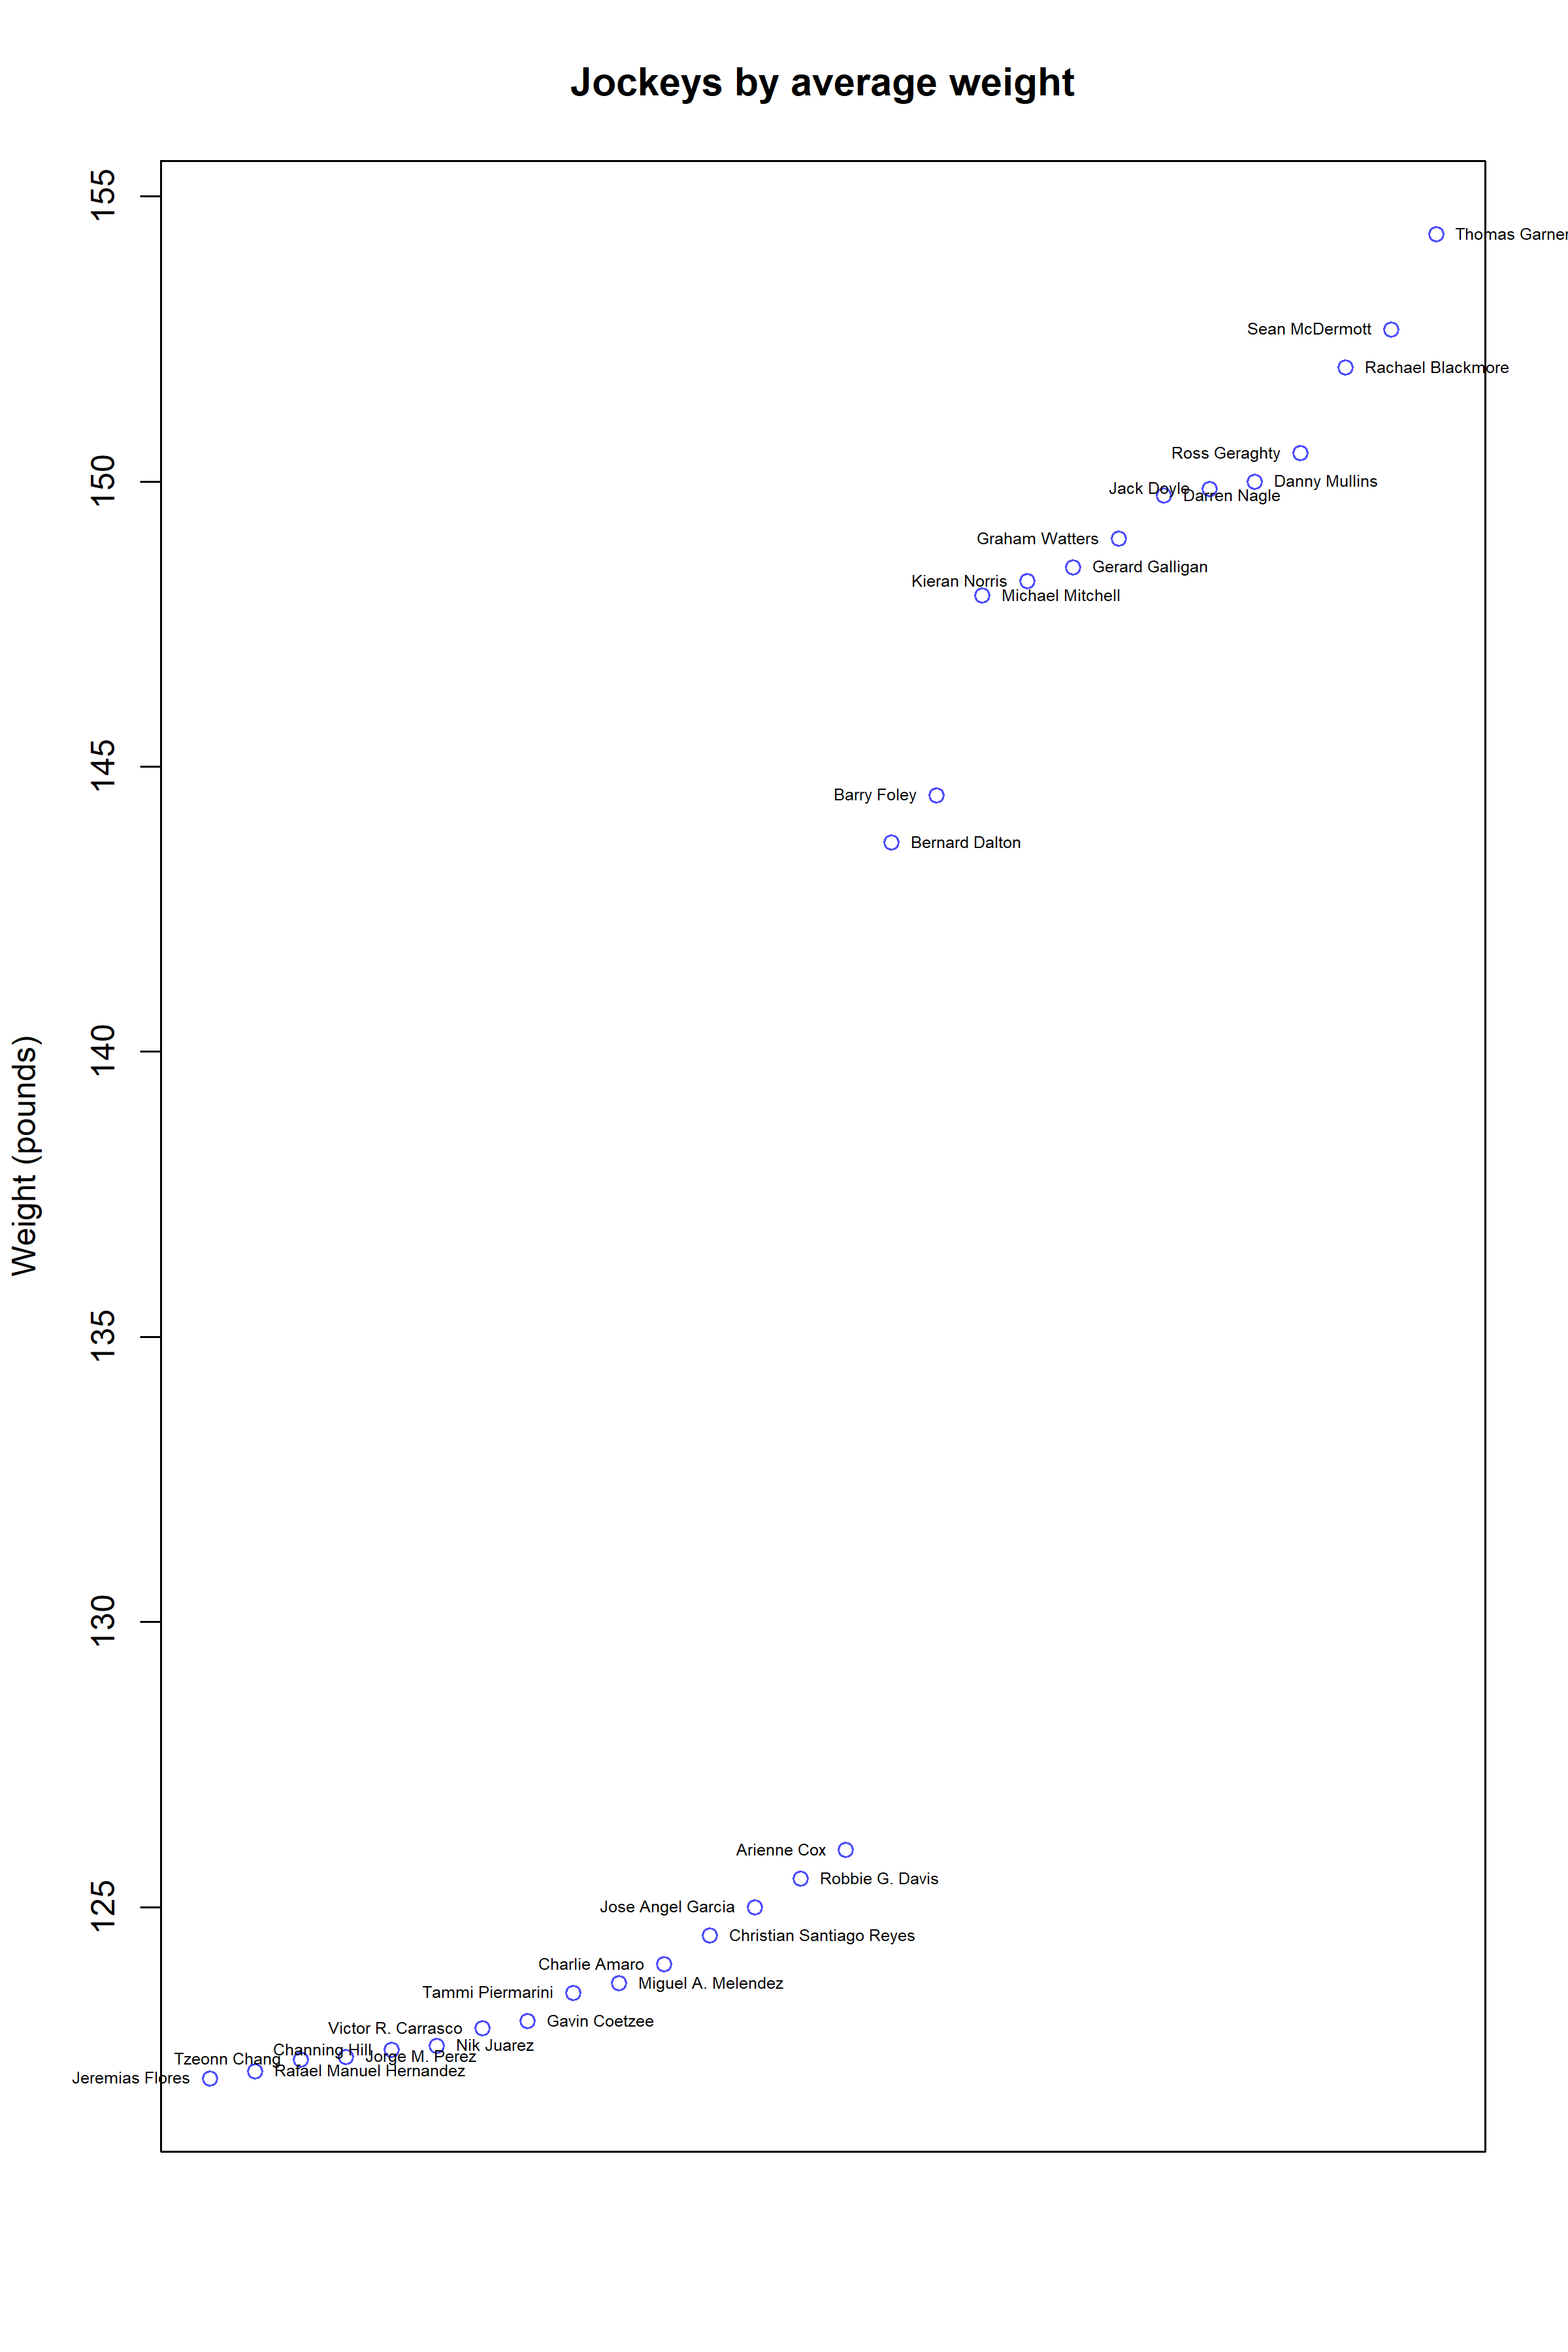 Jockeys by average weight
155
Thomas Garner
Sean McDermott
Rachael Blackmore
Ross Geraghty
150
Danny Mullins
Jack Doyle
Darren Nagle
Graham Watters
Gerard Galligan
Kieran Norris
Michael Mitchell
145
Barry Foley
Bernard Dalton
140
Weight (pounds)
135
130
Arienne Cox
Robbie G. Davis
125
Jose Angel Garcia
Christian Santiago Reyes
Charlie Amaro
Miguel A. Melendez
Tammi Piermarini
Gavin Coetzee
Victor R. Carrasco
Nik Juarez
Channing Hill
Jorge M. Perez
Tzeonn Chang
Rafael Manuel Hernandez
Jeremias Flores